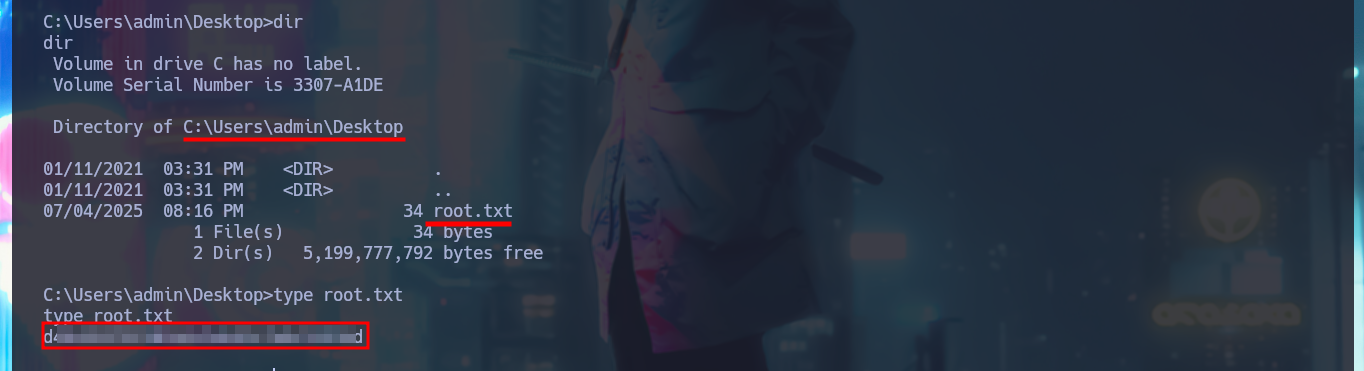 C:\Users\admin\Desktop>dir
dir
 Volume in drive C has no label.
 Volume Serial Number is 3307-A1DE

 Directory of C:\Users\admin\Desktop

01/11/2021  03:31 PM    <DIR>          .
01/11/2021  03:31 PM    <DIR>          ..
07/04/2025  08:16 PM                34 root.txt
               1 File(s)             34 bytes
               2 Dir(s)   5,199,777,792 bytes free

C:\Users\admin\Desktop>type root.txt
type root.txt